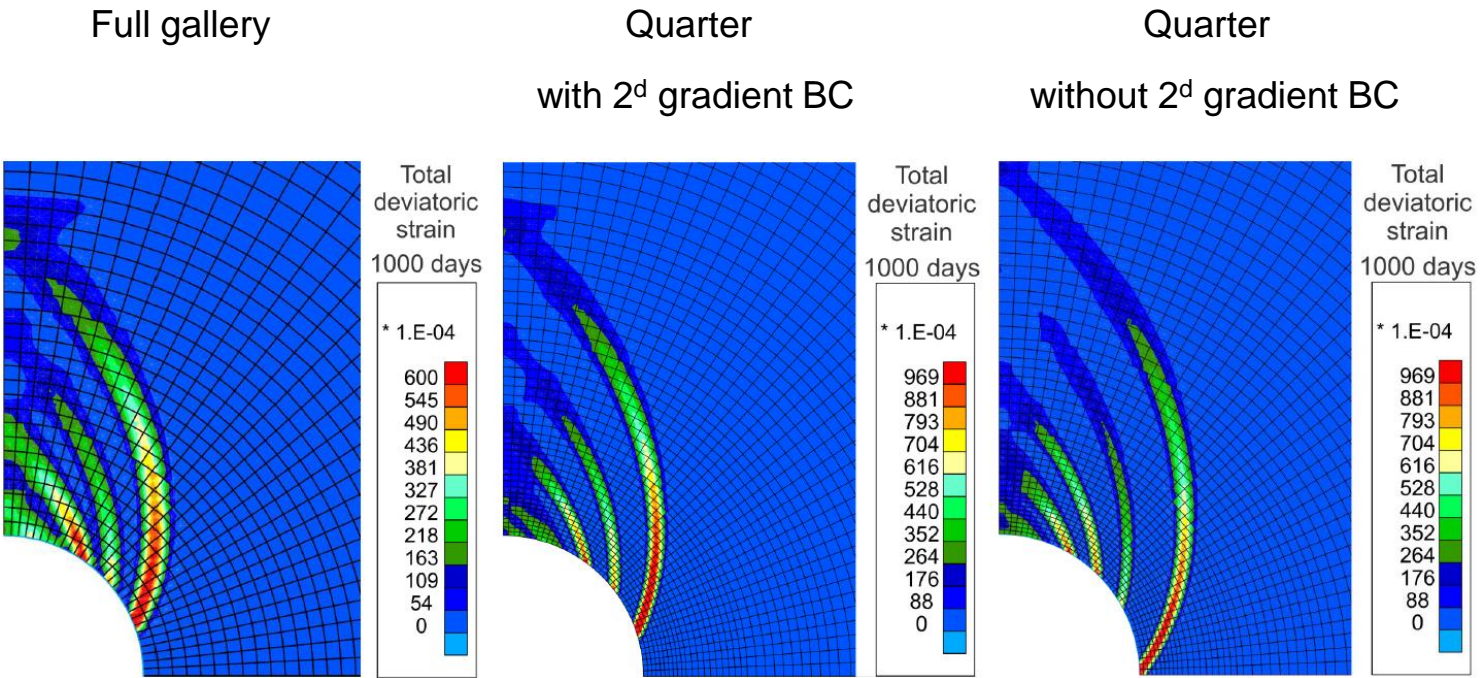 Full gallery
Quarter
with 2d gradient BC
Quarter
without 2d gradient BC
Total
deviatoric
strain
1000 days
* 1.E-04
600
545
490
436
381
327
272
218
163
109
54
0
Total
deviatoric
strain
1000 days
* 1.E-04
969
881
793
704
616
528
440
352
264
176
88
0
Total
deviatoric
strain
1000 days
* 1.E-04
969
881
793
704
616
528
440
352
264
176
88
0